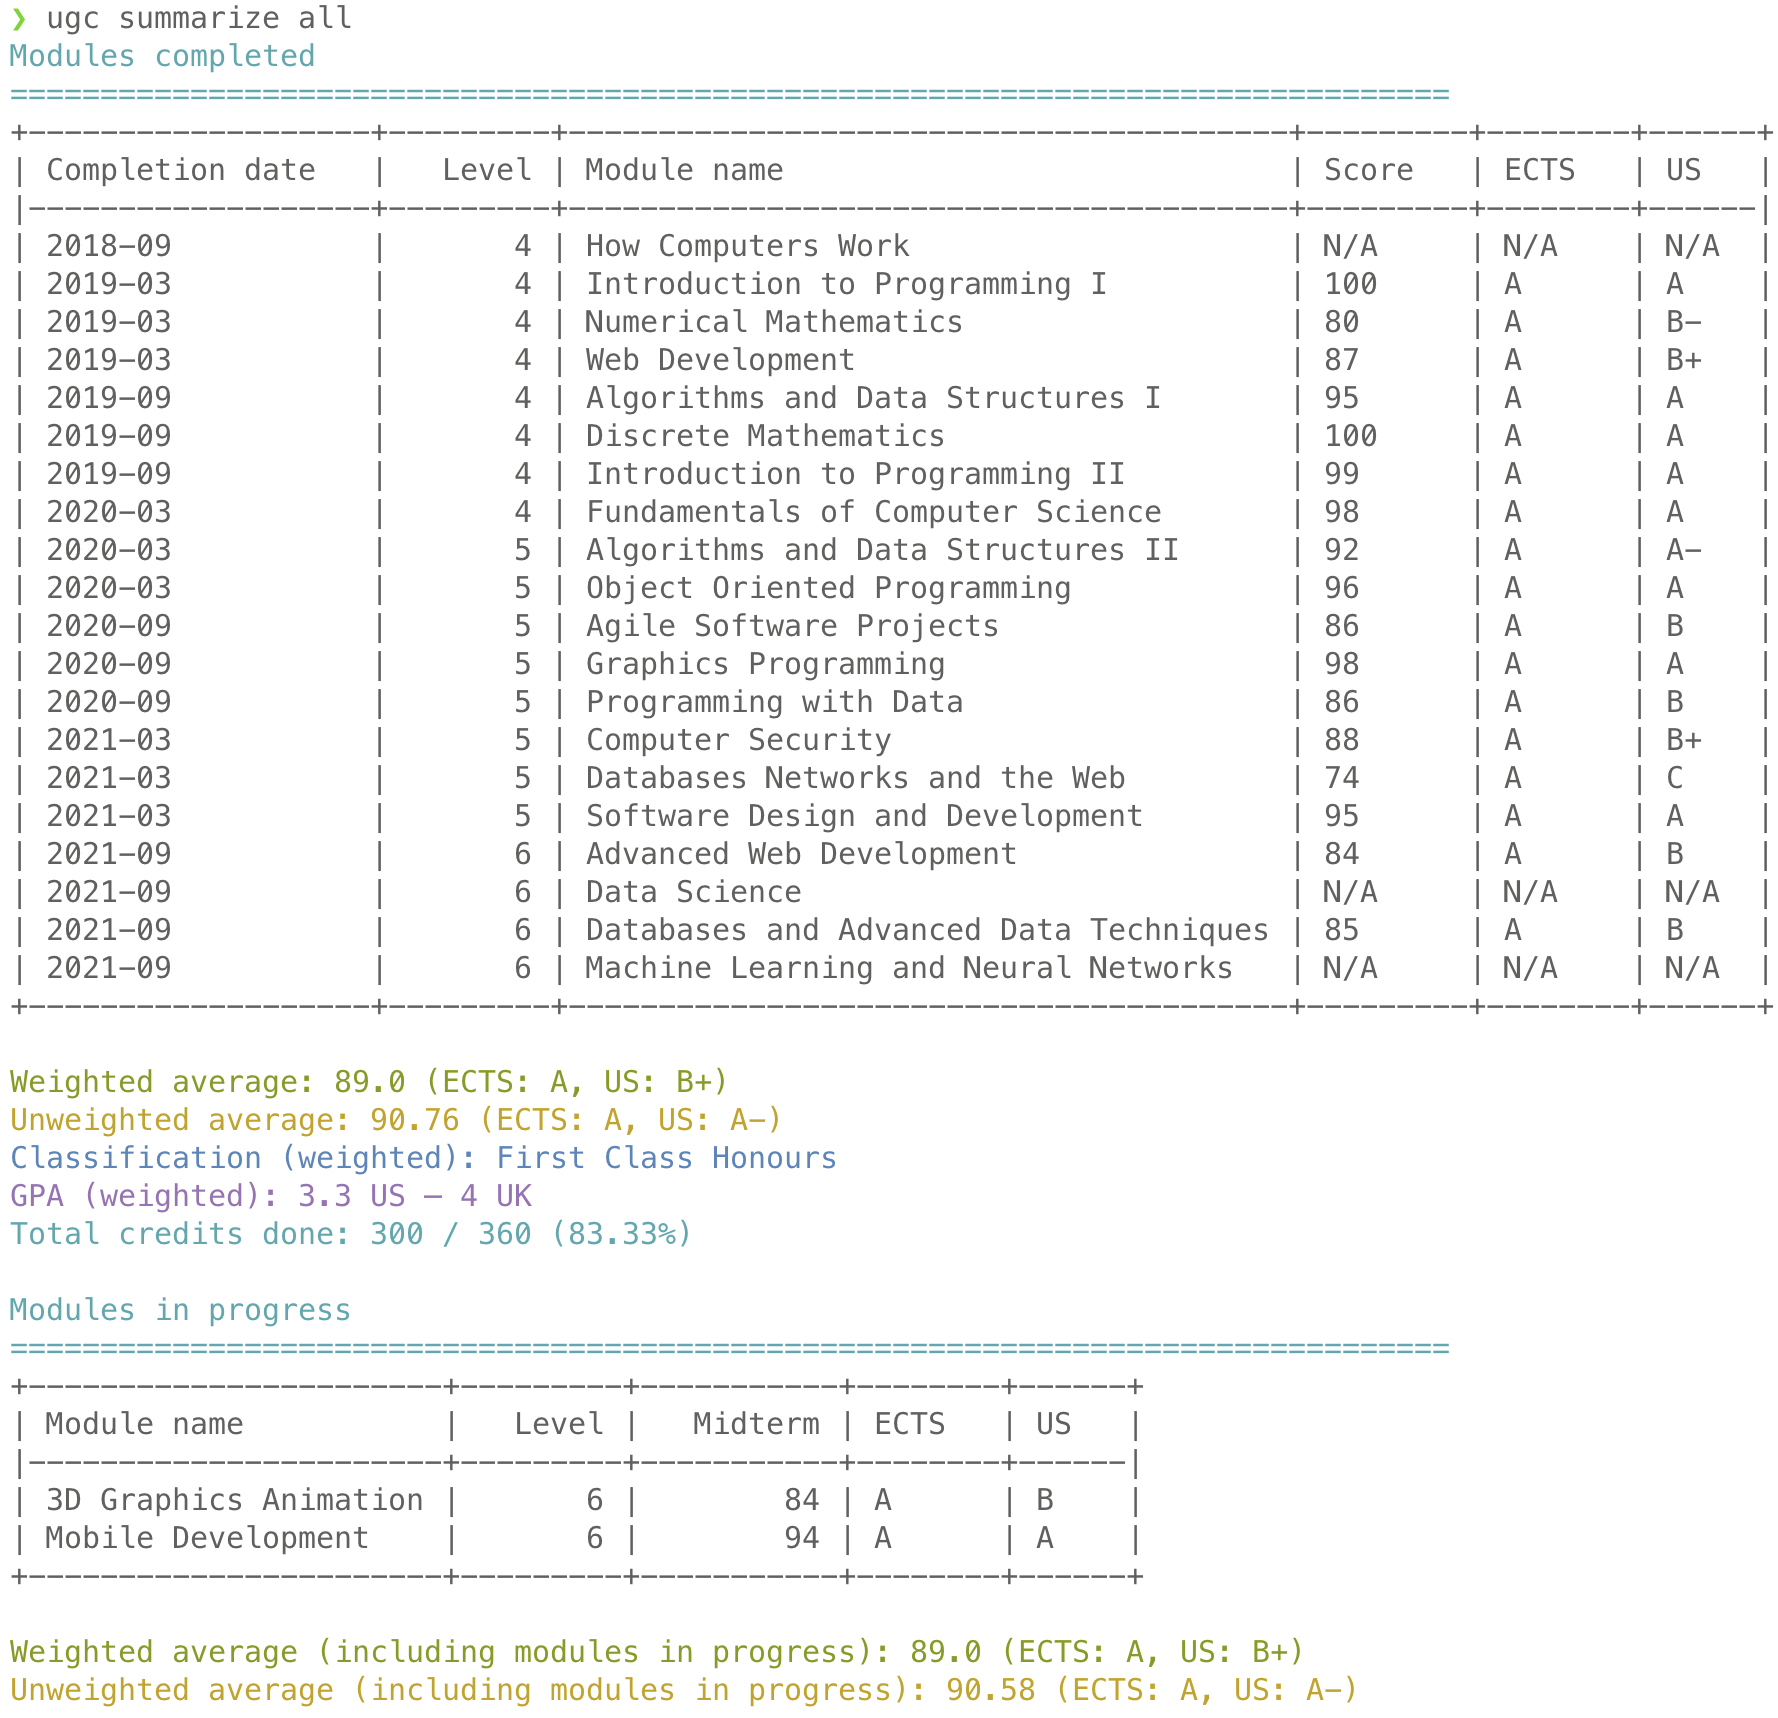 ❯ ugc summarize all
Modules completed
================================================================================
+-------------------+---------+----------------------------------------+---------+--------+------+
| Completion date   |   Level | Module name                            | Score   | ECTS   | US   |
|-------------------+---------+----------------------------------------+---------+--------+------|
| 2018-09           |       4 | How Computers Work                     | N/A     | N/A    | N/A  |
| 2019-03           |       4 | Introduction to Programming I          | 100     | A      | A    |
| 2019-03           |       4 | Numerical Mathematics                  | 80      | A      | B-   |
| 2019-03           |       4 | Web Development                        | 87      | A      | B+   |
| 2019-09           |       4 | Algorithms and Data Structures I       | 95      | A      | A    |
| 2019-09           |       4 | Discrete Mathematics                   | 100     | A      | A    |
| 2019-09           |       4 | Introduction to Programming II         | 99      | A      | A    |
| 2020-03           |       4 | Fundamentals of Computer Science       | 98      | A      | A    |
| 2020-03           |       5 | Algorithms and Data Structures II      | 92      | A      | A-   |
| 2020-03           |       5 | Object Oriented Programming            | 96      | A      | A    |
| 2020-09           |       5 | Agile Software Projects                | 86      | A      | B    |
| 2020-09           |       5 | Graphics Programming                   | 98      | A      | A    |
| 2020-09           |       5 | Programming with Data                  | 86      | A      | B    |
| 2021-03           |       5 | Computer Security                      | 88      | A      | B+   |
| 2021-03           |       5 | Databases Networks and the Web         | 74      | A      | C    |
| 2021-03           |       5 | Software Design and Development        | 95      | A      | A    |
| 2021-09           |       6 | Advanced Web Development               | 84      | A      | B    |
| 2021-09           |       6 | Data Science                           | N/A     | N/A    | N/A  |
| 2021-09           |       6 | Databases and Advanced Data Techniques | 85      | A      | B    |
| 2021-09           |       6 | Machine Learning and Neural Networks   | N/A     | N/A    | N/A  |
+-------------------+---------+----------------------------------------+---------+--------+------+
Weighted average: 89.0 (ECTS: A, US: B+)
Unweighted average: 90.76 (ECTS: A, US: A-)
Classification (weighted): First Class Honours
GPA (weighted): 3.3 US – 4 UK
Total credits done: 300 / 360 (83.33%)
Modules in progress
================================================================================
+-----------------------+---------+-----------+--------+------+
| Module name           |   Level |   Midterm | ECTS   | US   |
|-----------------------+---------+-----------+--------+------|
| 3D Graphics Animation |       6 |        84 | A      | B    |
| Mobile Development    |       6 |        94 | A      | A    |
+-----------------------+---------+-----------+--------+------+
Weighted average (including modules in progress): 89.0 (ECTS: A, US: B+)
Unweighted average (including modules in progress): 90.58 (ECTS: A, US: A-)